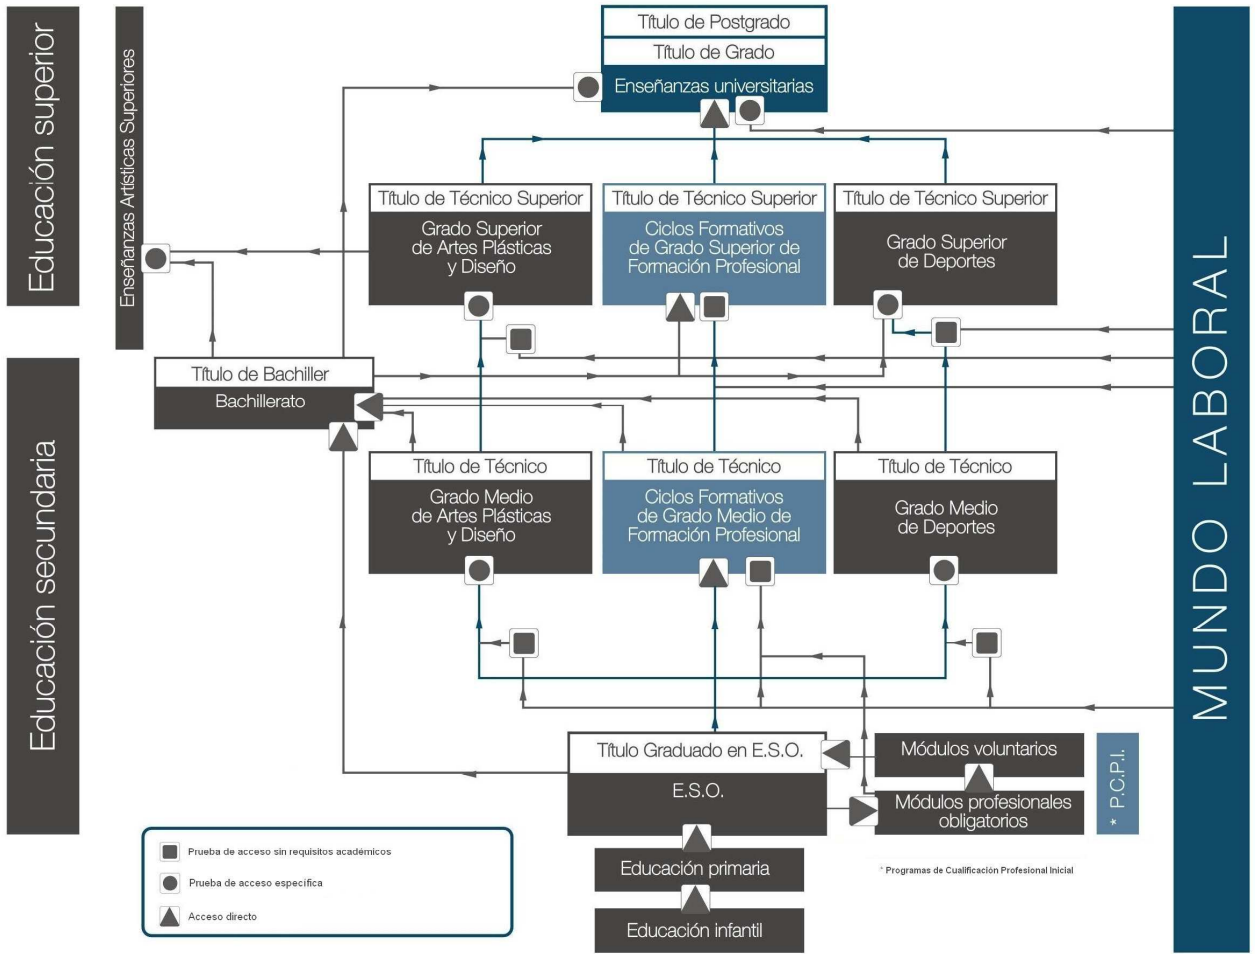 Educación superior
Enseñanzas Artísticas Superiores
Título de Postgrado
Título de Grado
Enseñanzas universitarias
Título de Técnico Superior
Grado Superior
de Artes Plásticas
y Diseño
Título de Técnico Superior
Ciclos Formativos
de Grado Superior de
Formación Profesional
Título de Técnico Superior
Grado Superior
de Deportes
MUNDO LABORAL
Educación secundaria
Título de Bachiller
Bachillerato
Título de Técnico
Grado Medio
de Artes Plásticas
y Diseño
Título de Técnico
Ciclos Formativos
de Grado Medio de
Formación Profesional
Título de Técnico
Grado Medio
de Deportes
Título Graduado en E.S.O.
E.S.O.
Módulos voluntarios
Módulos profesionales
obligatorios
* P.C.P.I.
Educación primaria
Educación infantil
* Programas de Cualificación Profesional Inicial
Prueba de acceso sin requisitos académicos
Prueba de acceso específica
Acceso directo